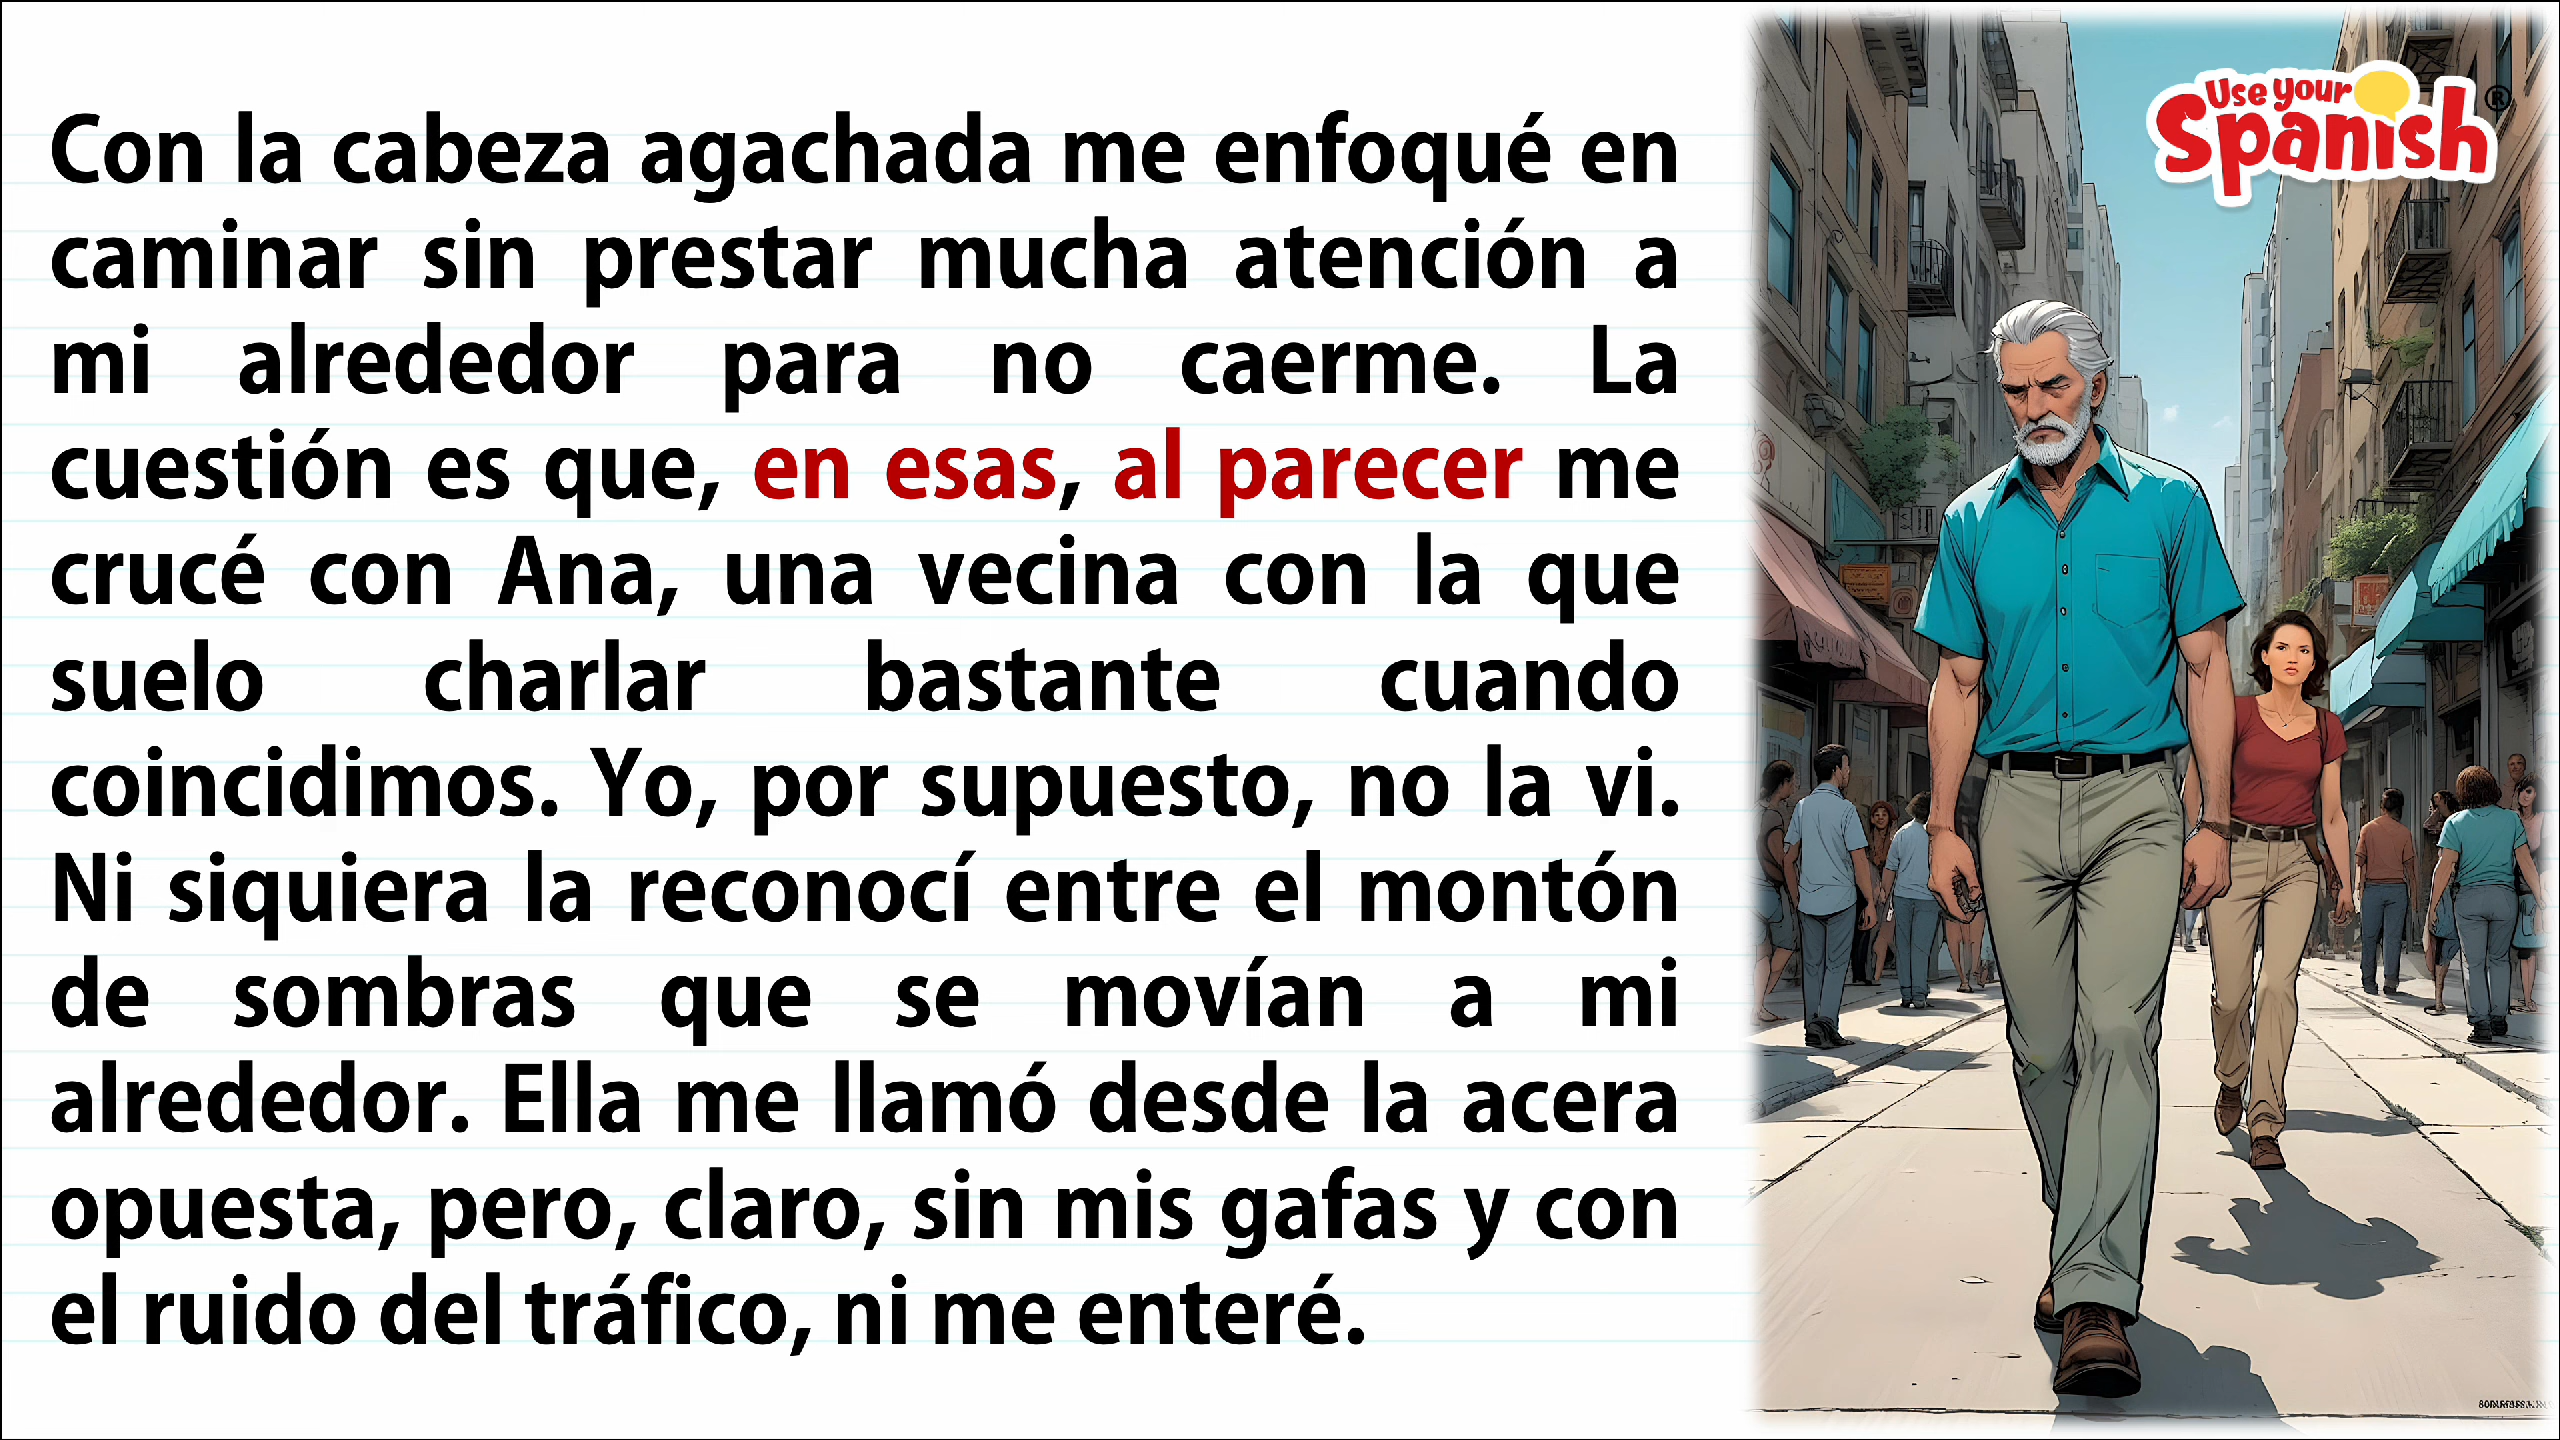 Con la cabeza agachada me enfoqué en
caminar sin prestar mucha atención a
mi alrededor para no caerme. La
cuestión es que, en esas, al parecer me
crucé con Ana, una vecina con la que
suelo charlar bastante cuando
coincidimos. Yo, por supuesto, no la vi.
Ni siquiera la reconocí entre el montón
de sombras que se movían a mi
alrededor. Ella me llamó desde la acera
opuesta, pero, claro, sin mis gafas y con
el ruido del tráfico, ni me enteré.
Use your
Spanish ®